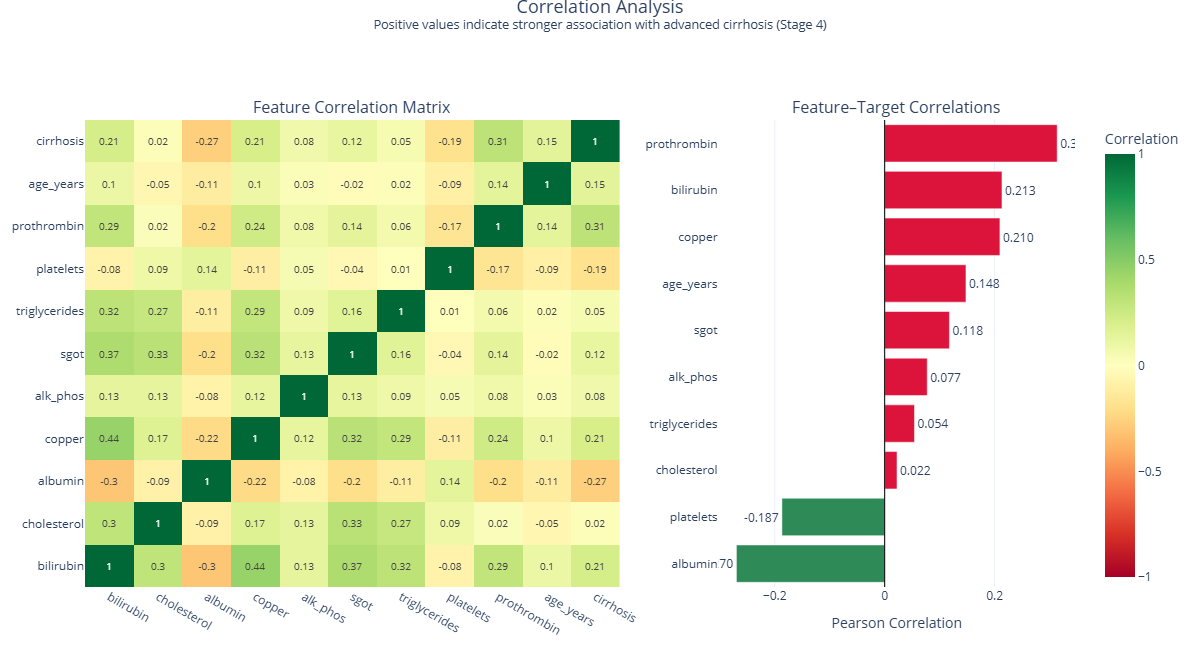 Correlation Analysis
Positive values indicate stronger association with advanced cirrhosis (Stage 4)
Feature Correlation Matrix
cirrhosis 0.21 0.02 -0.27 0.21 0.08 0.12 0.05 -0.19 0.31 0.15 1
age_years 0.1 -0.05 -0.11 0.1 0.03 -0.02 0.02 -0.09 0.14 1 0.15
prothrombin 0.29 0.02 -0.2 0.24 0.08 0.14 0.06 -0.17 1 0.14 0.31
platelets -0.08 0.09 0.14 -0.11 0.05 -0.04 0.01 1 -0.17 -0.09 -0.19
triglycerides 0.32 0.27 -0.11 0.29 0.09 0.16 1 0.01 0.06 0.02 0.05
sgot 0.37 0.33 -0.2 0.32 0.13 1 0.16 -0.04 0.14 -0.02 0.12
alk_phos 0.13 0.13 -0.08 0.12 1 0.13 0.09 0.05 0.08 0.03 0.08
copper 0.44 0.17 -0.22 1 0.12 0.32 0.29 -0.11 0.24 0.1 0.21
albumin -0.3 -0.09 1 -0.22 -0.08 -0.2 -0.11 0.14 -0.2 -0.11 -0.27
cholesterol 0.3 1 -0.09 0.17 0.13 0.33 0.27 0.09 0.02 -0.05 0.02
bilirubin 1 0.3 -0.3 0.44 0.13 0.37 0.32 -0.08 0.29 0.1 0.21
bilirubin cholesterol albumin copper alk_phos sgot triglycerides platelets prothrombin age_years cirrhosis
Feature–Target Correlations
prothrombin 0.3
bilirubin 0.213
copper 0.210
age_years 0.148
sgot 0.118
alk_phos 0.077
triglycerides 0.054
cholesterol 0.022
platelets -0.187
albumin 70
−0.2 0 0.2
Pearson Correlation
Correlation
1
0.5
0
−0.5
−1